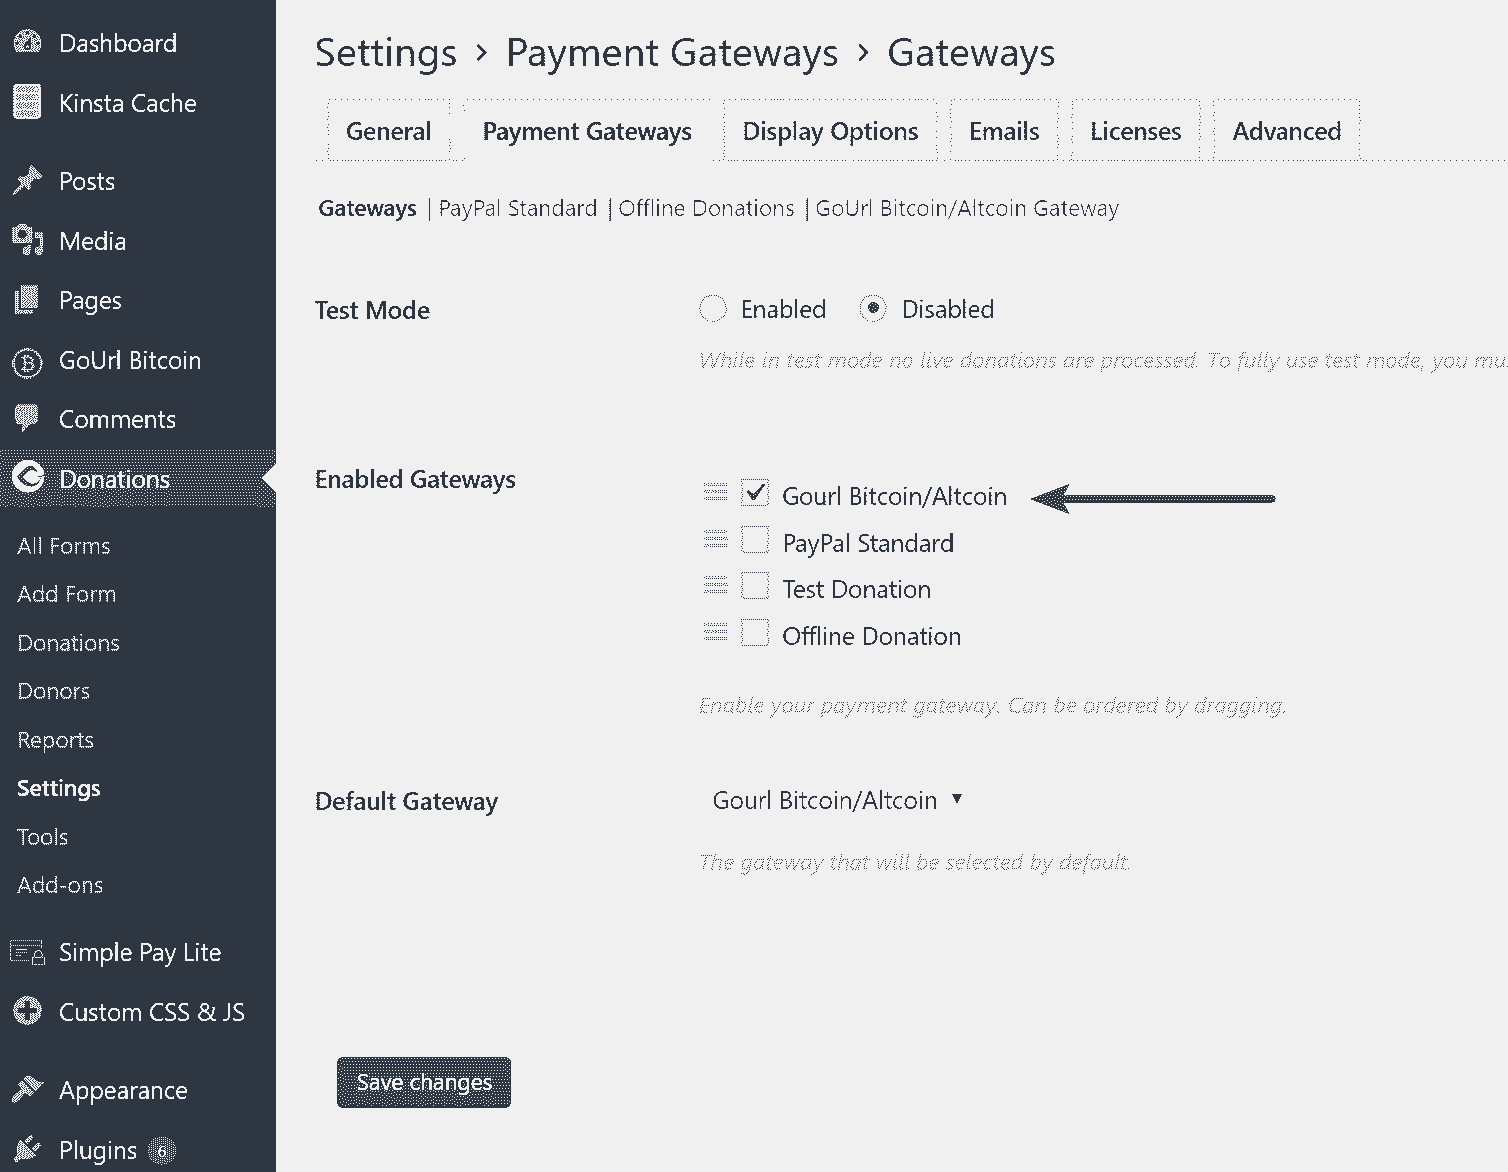 Dashboard
Kinsta Cache
Posts
Media
Pages
GoUrl Bitcoin
Comments
Donations
All Forms
Add Form
Donations
Donors
Reports
Settings
Tools
Add-ons
Simple Pay Lite
Custom CSS & JS
Appearance
Plugins 6
Settings › Payment Gateways › Gateways
General Payment Gateways Display Options Emails Licenses Advanced
Gateways | PayPal Standard | Offline Donations | GoUrl Bitcoin/Altcoin Gateway
Test Mode Enabled Disabled
While in test mode no live donations are processed. To fully use test mode, you
Enabled Gateways
Gourl Bitcoin/Altcoin
PayPal Standard
Test Donation
Offline Donation
Enable your payment gateway. Can be ordered by dragging.
Default Gateway Gourl Bitcoin/Altcoin
The gateway that will be selected by default.
Save changes